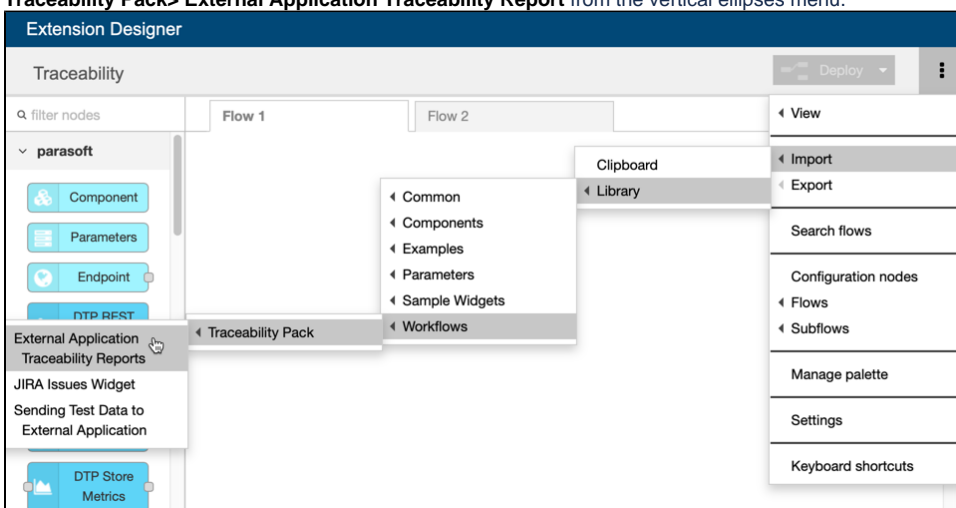 Traceability Pack> External Application Traceability Report from the vertical ellipses menu.
Extension Designer
Traceability
Deploy
filter nodes
Flow 1
Flow 2
View
parasoft
Clipboard
Import
Library
Export
Component
Common
Components
Search flows
Parameters
Examples
Endpoint
Parameters
Configuration nodes
Sample Widgets
Flows
DTP REST
Workflows
Subflows
Traceability Pack
External Application
Traceability Reports
Manage palette
JIRA Issues Widget
Sending Test Data to
External Application
Settings
Keyboard shortcuts
DTP Store
Metrics